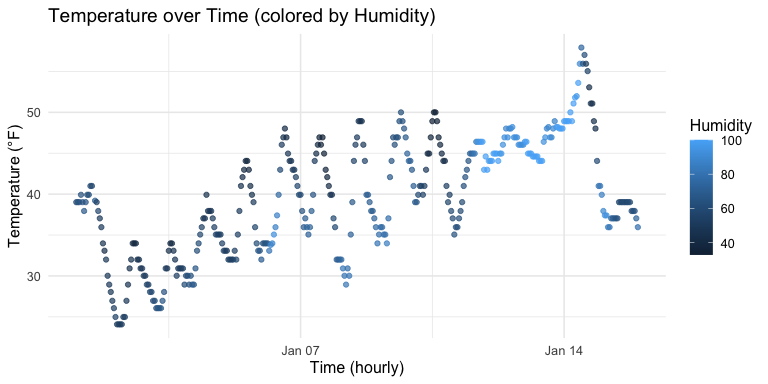 Temperature over Time (colored by Humidity)
Temperature (°F)
50
40
30
Jan 07
Jan 14
Time (hourly)
Humidity
100
80
60
40